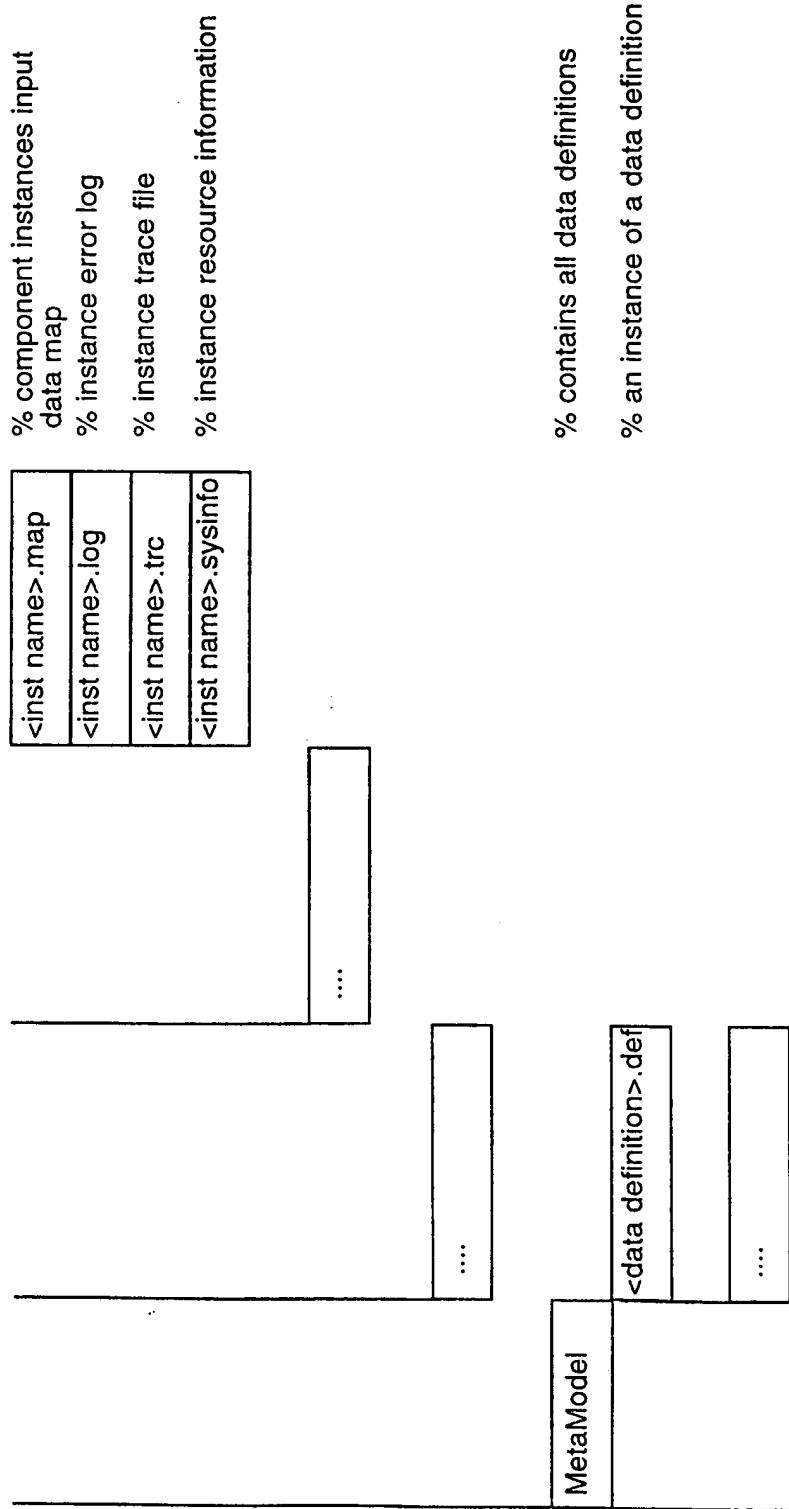 <inst name>.map
% component instances input
data map
<inst name>.log
% instance error log
<inst name>.trc
% instance trace file
<inst name>.sysinfo
% instance resource information
....
....
MetaModel
% contains all data definitions
<data definition>.def
% an instance of a data definition
....